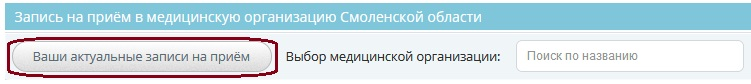 Запись на приём в медицинскую организацию Смоленской области
Ваши актуальные записи на приём Выбор медицинской организации: Поиск по названию